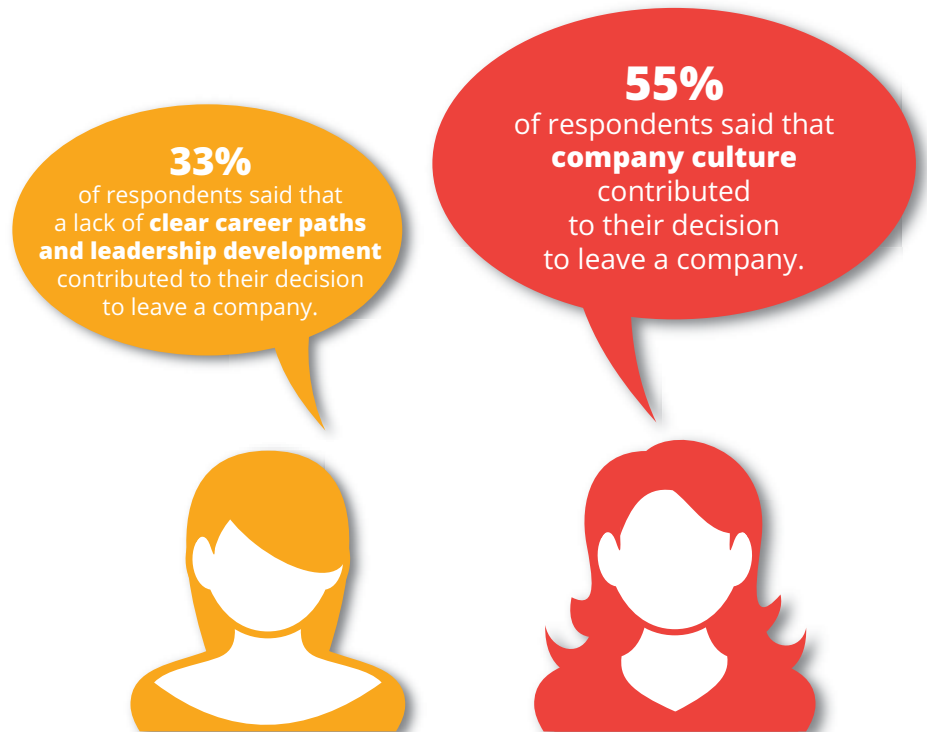 33%
of respondents said that
a lack of clear career paths
and leadership development
contributed to their decision
to leave a company.
55%
of respondents said that
company culture
contributed
to their decision
to leave a company.